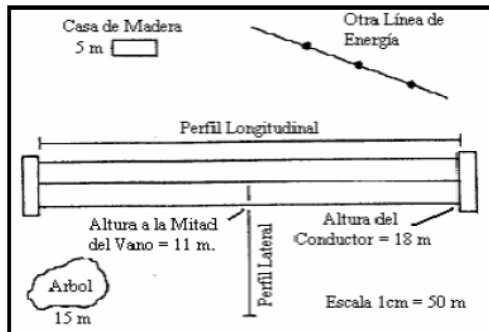 Casa de Madera
5 m
Otra Línea de
Energía
Perfil Longitudinal
Altura a la Mitad
del Vano = 11 m.
Altura del
Conductor = 18 m
Perfil Lateral
Arbol
15 m
Escala 1cm = 50 m